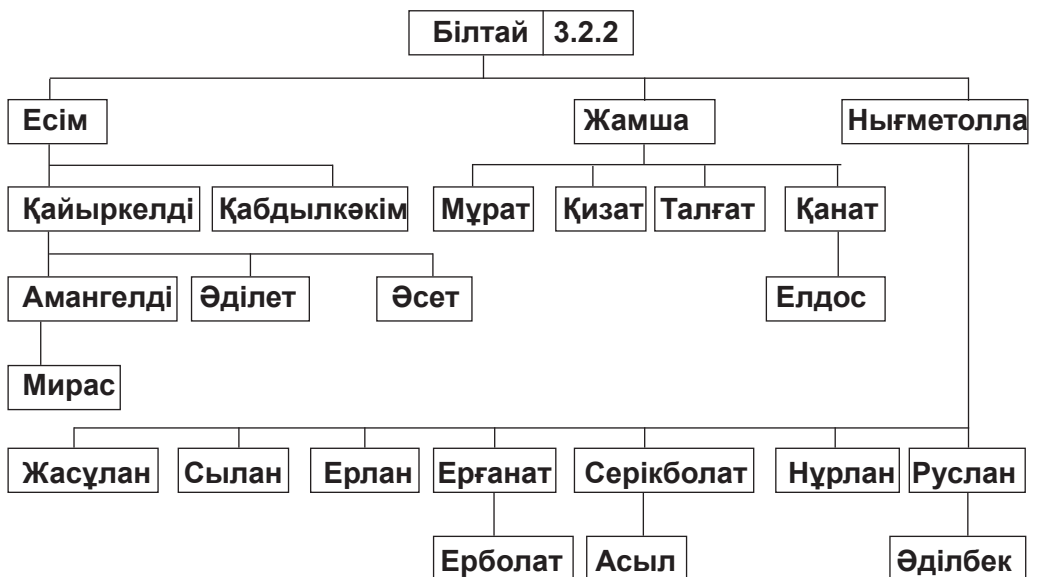 Білтай 3.2.2
Есім Жамша Нығметолла
Қайыркелді Қабдылкәкім Мұрат Қизат Талғат Қанат
Амангелді Әділет Әсет Елдос
Мирас
Жасұлан Сылан Ерлан Ерғанат Серікболат Нұрлан Руслан
Ерболат Асыл Әділбек